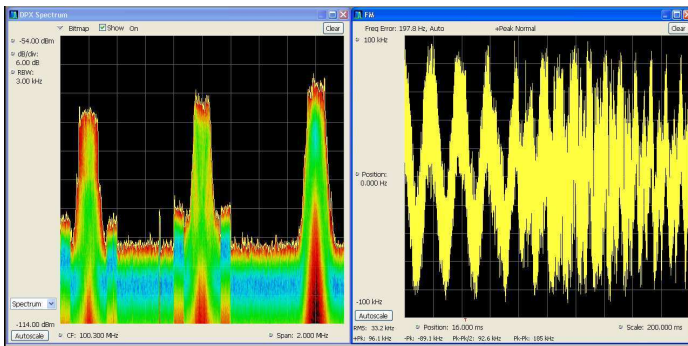 DPX Spectrum
Bitmap Show On Clear
-54.00 dBm
dB/div:
6.00 dB
RBW:
3.00 kHz
Spectrum
-114.00 dBm
Autoscale CF: 100.300 MHz Span: 2.000 MHz
FM
Freq Error: 197.8 Hz, Auto +Peak Normal Clear
100 kHz
Position:
0.000 Hz
-100 kHz
Autoscale
RMS: 33.2 kHz Position: 16.000 ms Scale: 200.000 ms
+Pk: 96.1 kHz -Pk: -89.1 kHz Pk-Pk/2: 92.6 kHz Pk-Pk: 185 kHz